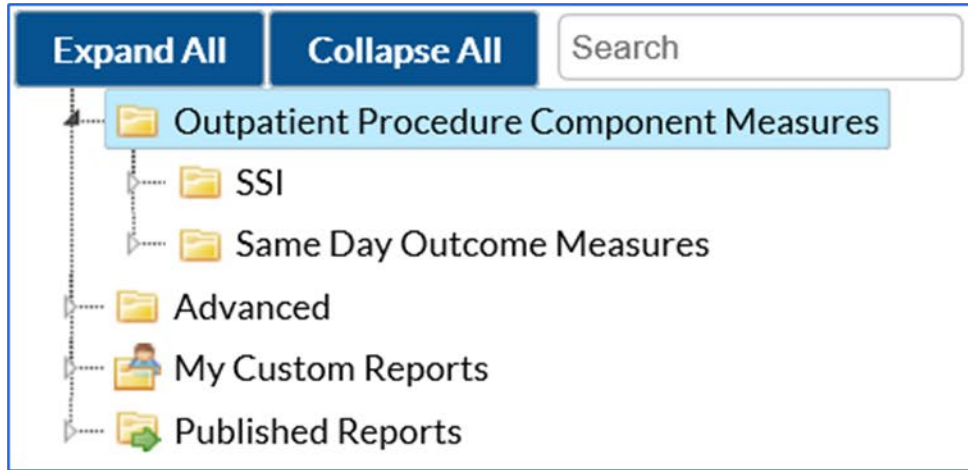 Expand All Collapse All Search
Outpatient Procedure Component Measures
SSI
Same Day Outcome Measures
Advanced
My Custom Reports
Published Reports